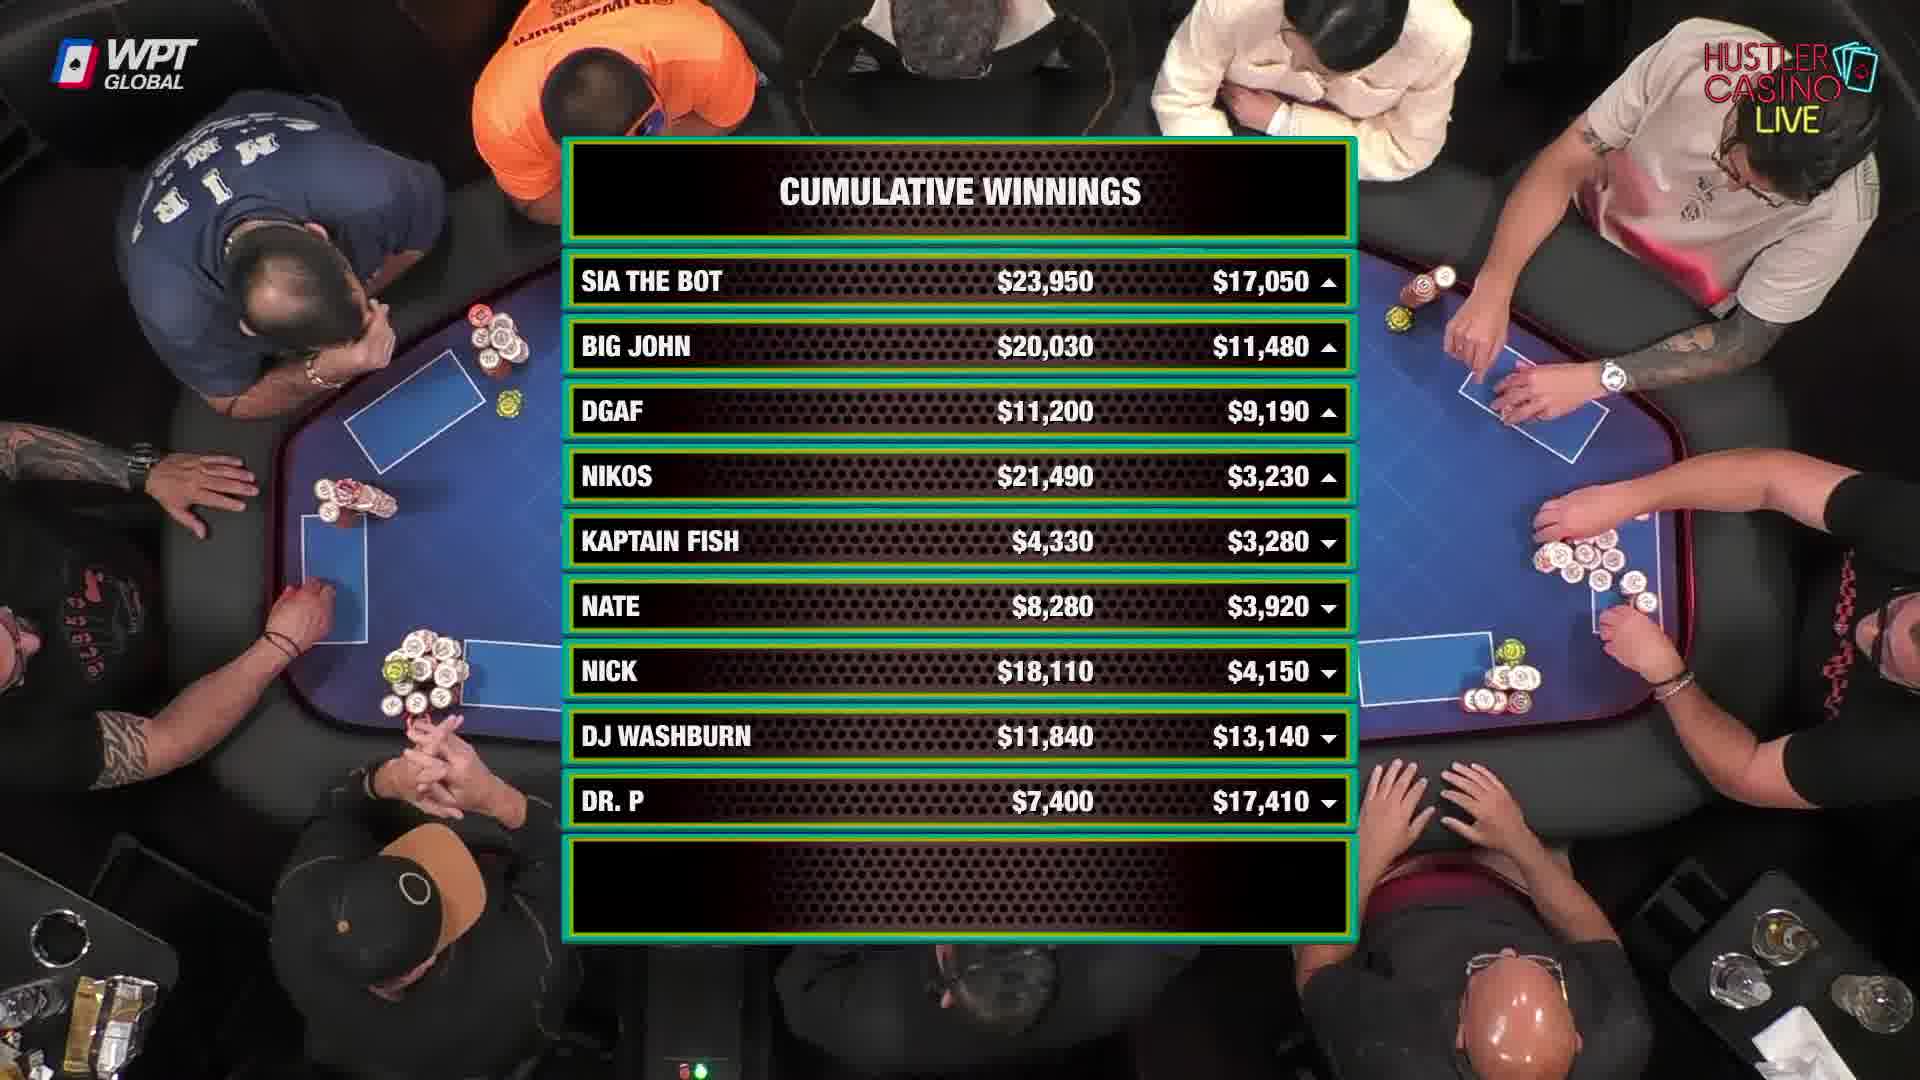 WPT
GLOBAL
HUSTLER
CASINO
LIVE
DJWashburn
CUMULATIVE WINNINGS
SIA THE BOT $23,950 $17,050
BIG JOHN $20,030 $11,480
DGAF $11,200 $9,190
NIKOS $21,490 $3,230
KAPTAIN FISH $4,330 $3,280
NATE $8,280 $3,920
NICK $18,110 $4,150
DJ WASHBURN $11,840 $13,140
DR. P $7,400 $17,410